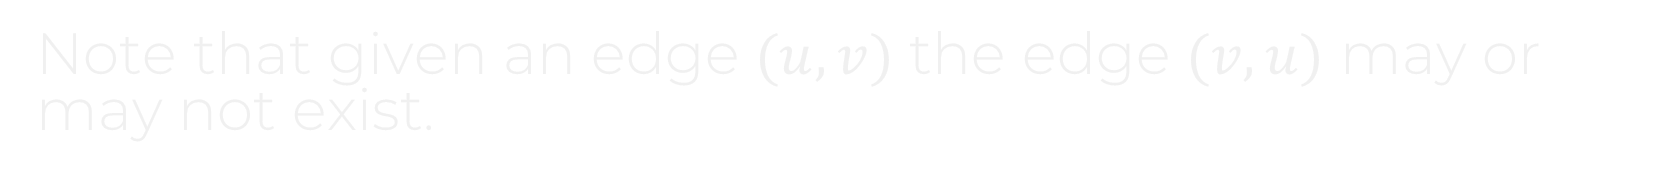 Note that given an edge (u, v) the edge (v, u) may or
may not exist.